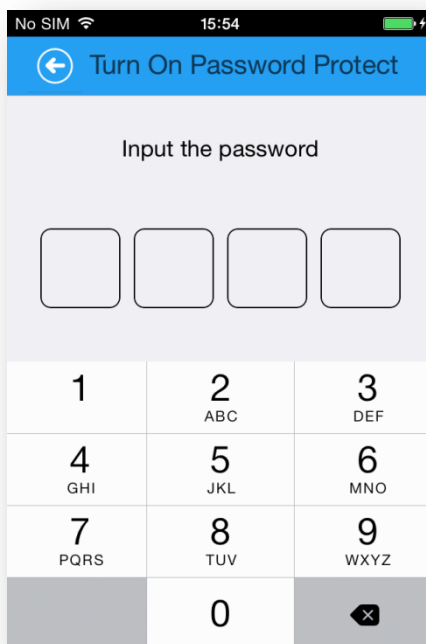 No SIM 15:54
Turn On Password Protect
Input the password
1 2 3
ABC DEF
4 5 6
GHI JKL MNO
7 8 9
PQRS TUV WXYZ
0